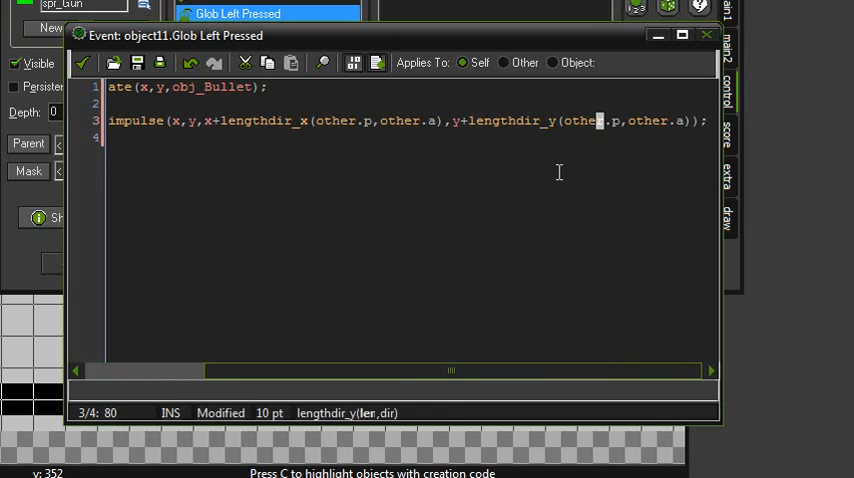 spr_Gun
Glob Left Pressed
New
Visible
Persisten
Depth: 0
Parent
Mask
Sh
Event: object11.Glob Left Pressed
Applies To: Self Other Object:
1 ate(x,y,obj_Bullet);
2
3 impulse(x,y,x+lengthdir_x(other.p,other.a),y+lengthdir_y(other.p,other.a));
4
3/4: 80 INS Modified 10 pt lengthdir_y(len,dir)
main1
main2
control
score
extra
draw
y: 352 Press C to highlight objects with creation code